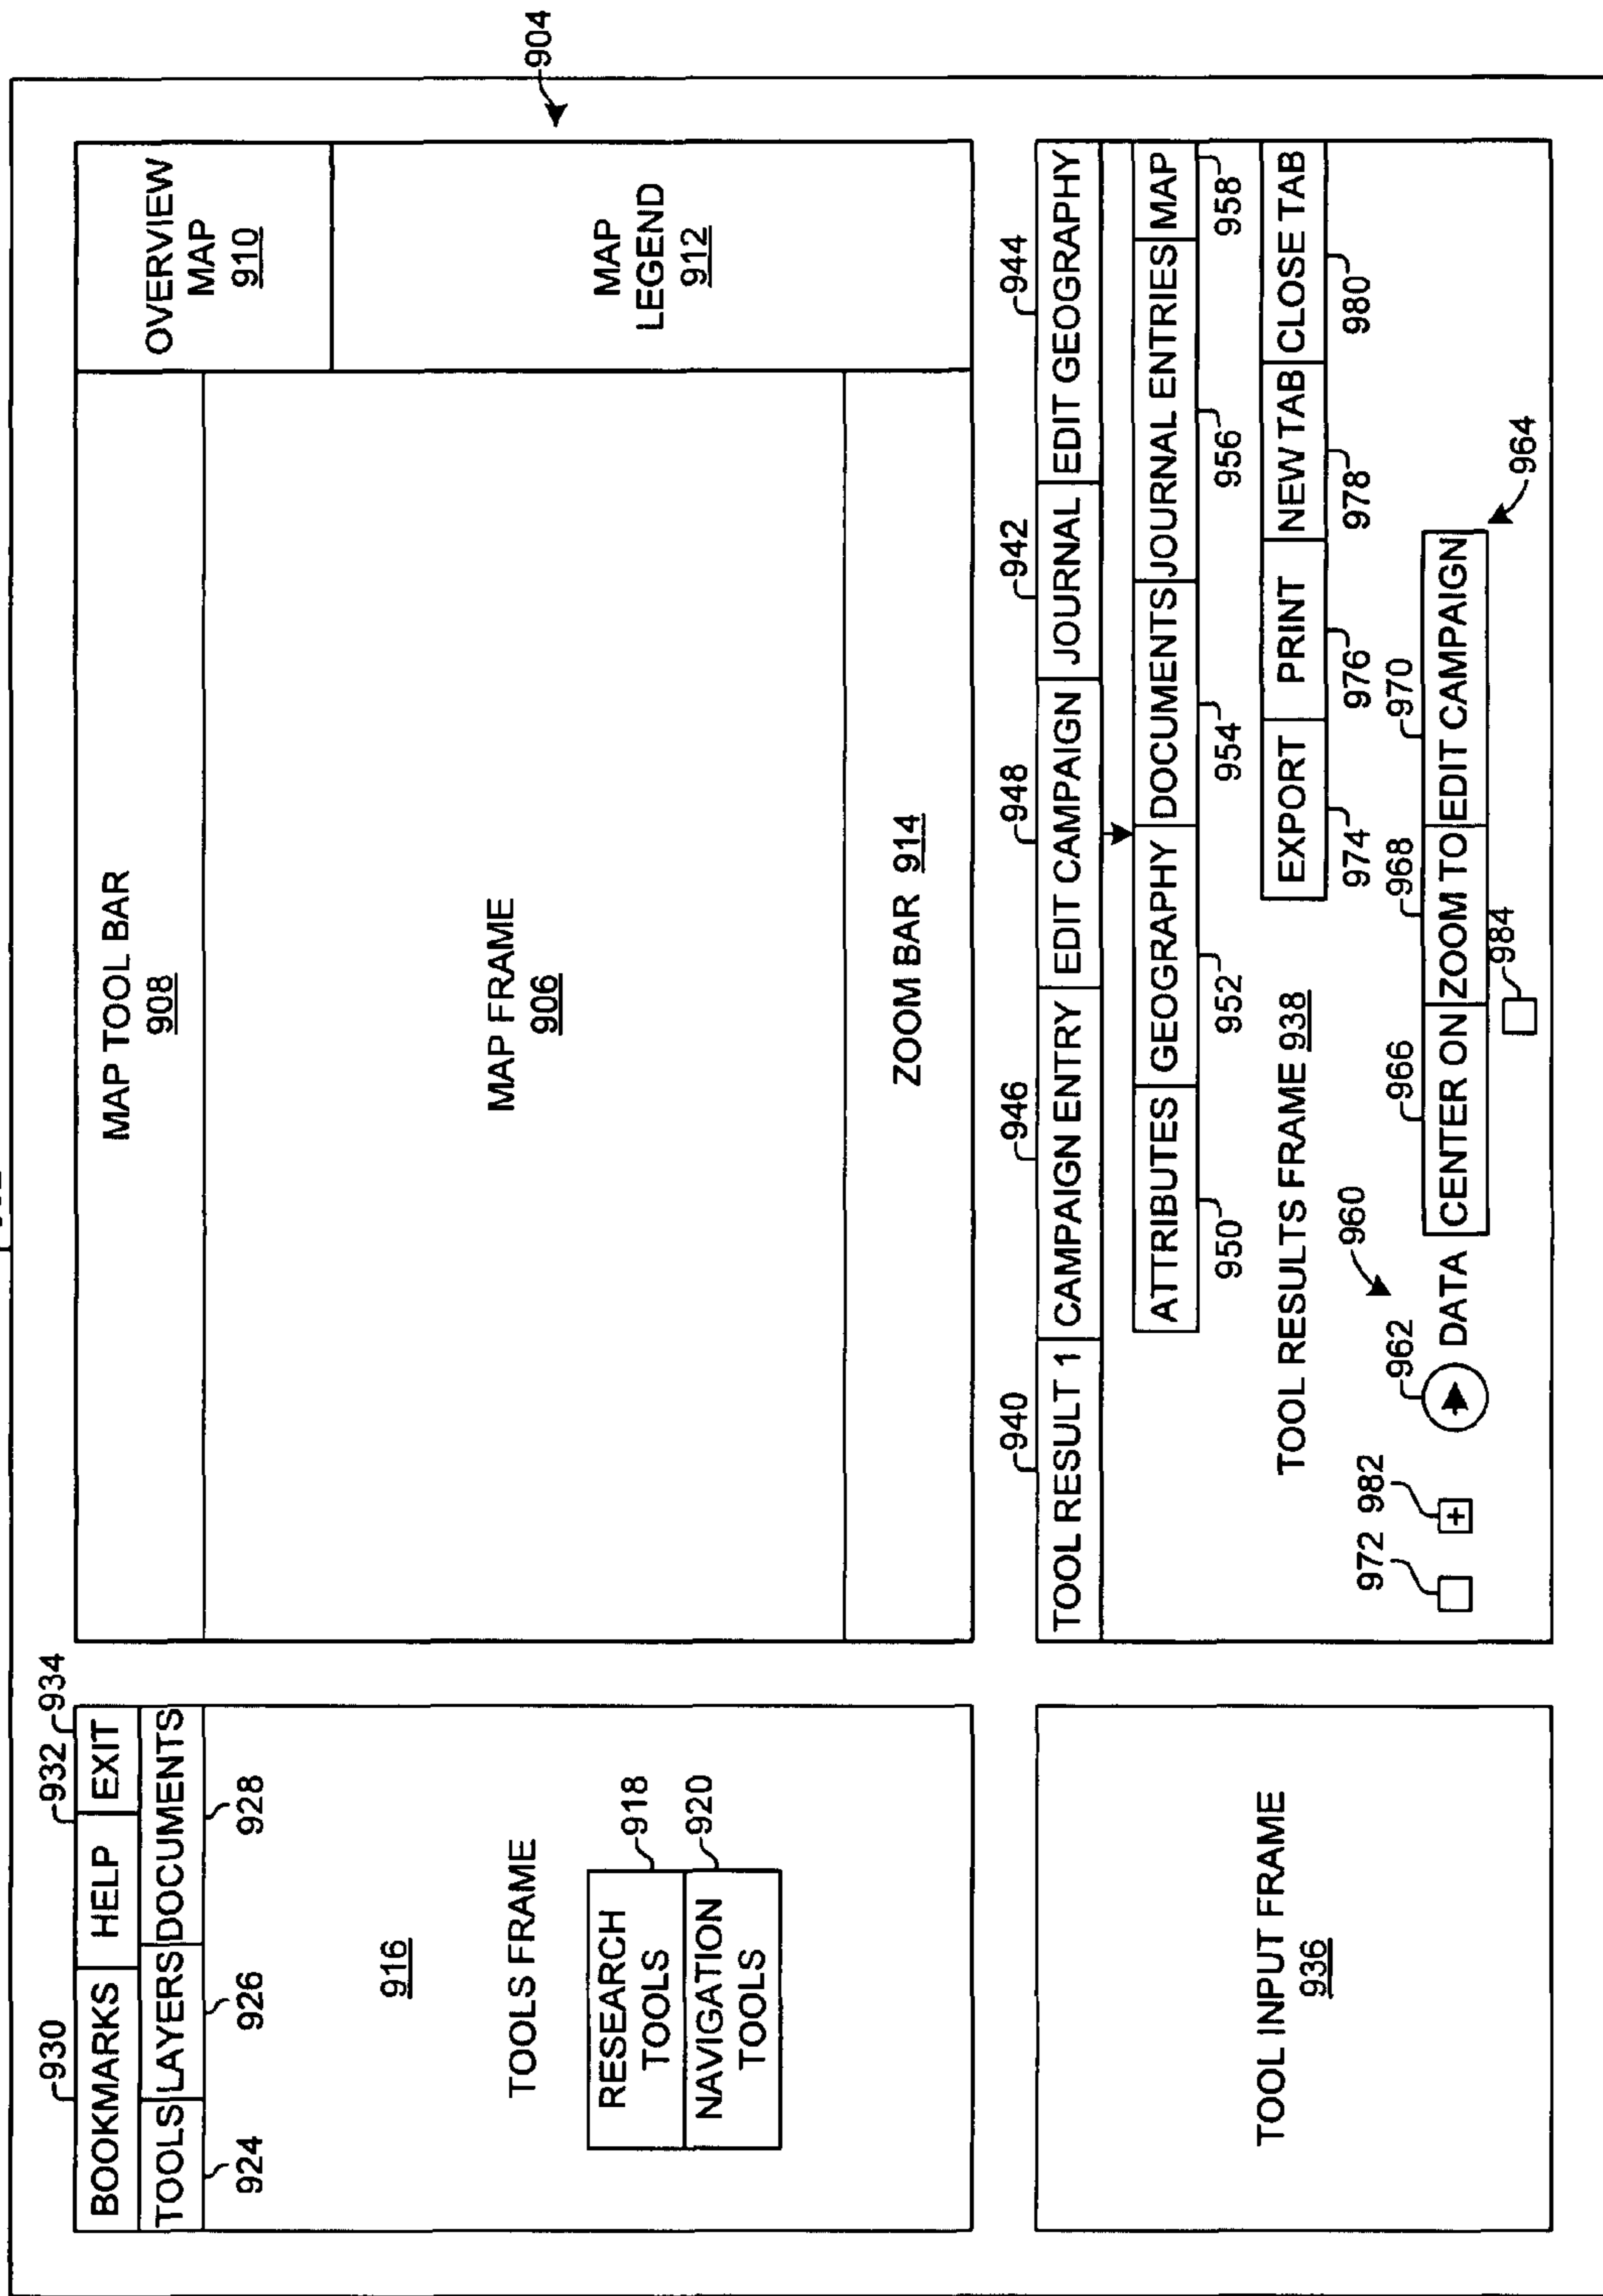 904
BOOKMARKS HELP EXIT
930 932 934
TOOLS LAYERS DOCUMENTS
924 926 928
916
TOOLS FRAME
RESEARCH
TOOLS
918
NAVIGATION
TOOLS
920
MAP TOOL BAR
908
OVERVIEW
MAP
910
MAP FRAME
906
MAP
LEGEND
912
ZOOM BAR 914
TOOL INPUT FRAME
936
940 946 948 942 944
TOOL RESULT 1 CAMPAIGN ENTRY EDIT CAMPAIGN JOURNAL EDIT GEOGRAPHY
ATTRIBUTES GEOGRAPHY DOCUMENTS JOURNAL ENTRIES MAP
950 952 954 956 958
TOOL RESULTS FRAME 938
EXPORT PRINT NEW TAB CLOSE TAB
974 976 978 980
972 982 962 960 966 968 970
+ DATA CENTER ON ZOOM TO EDIT CAMPAIGN
964
984